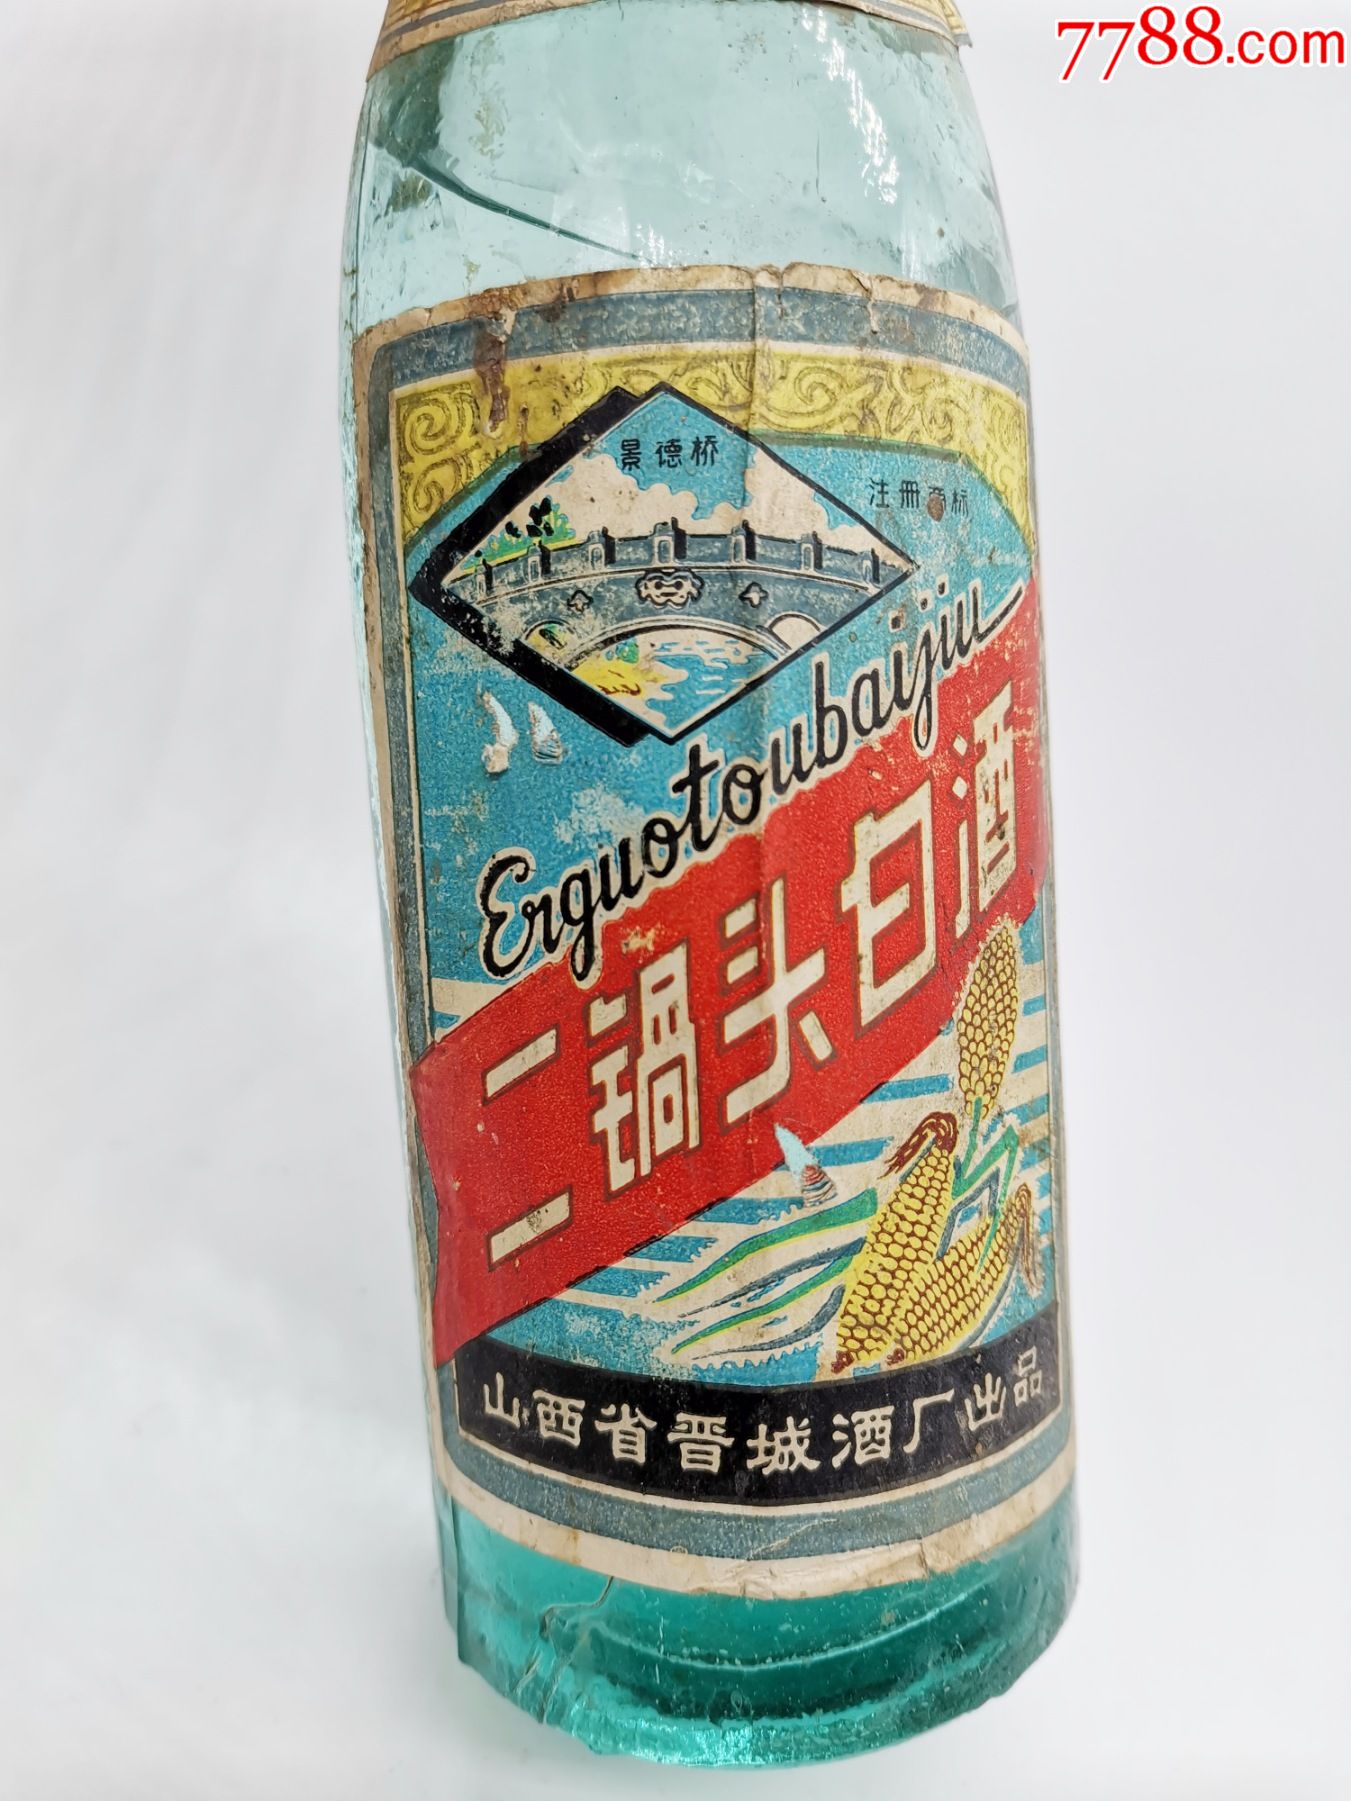 7788.com
景德桥
注册商标
Erguotoubaijiu
二锅头白酒
山西省晋城酒厂出品